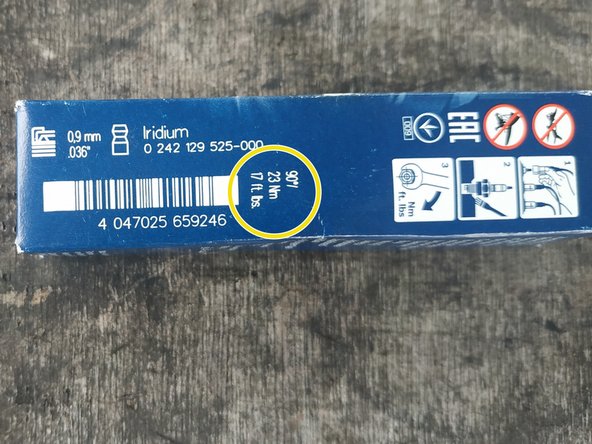 0,9 mm
.036"
Iridium
0 242 129 525-000
4 047025 659246
90°/
23 Nm
17 ft. lbs.
009
EAC
3
Nm
ft. lbs
2
1